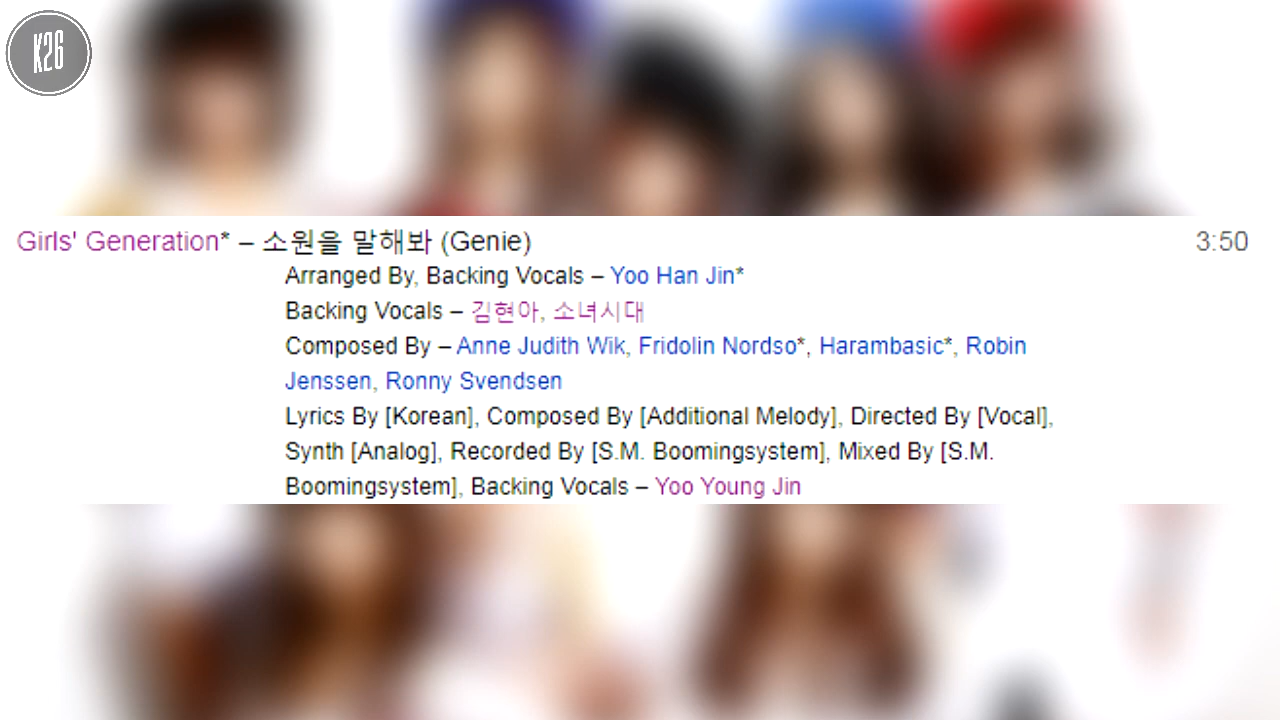 K26
Girls' Generation* – 소원을 말해봐 (Genie) 3:50
Arranged By, Backing Vocals – Yoo Han Jin*
Backing Vocals – 김현아, 소녀시대
Composed By – Anne Judith Wik, Fridolin Nordso*, Harambasic*, Robin
Jenssen, Ronny Svendsen
Lyrics By [Korean], Composed By [Additional Melody], Directed By [Vocal],
Synth [Analog], Recorded By [S.M. Boomingsystem], Mixed By [S.M.
Boomingsystem], Backing Vocals – Yoo Young Jin